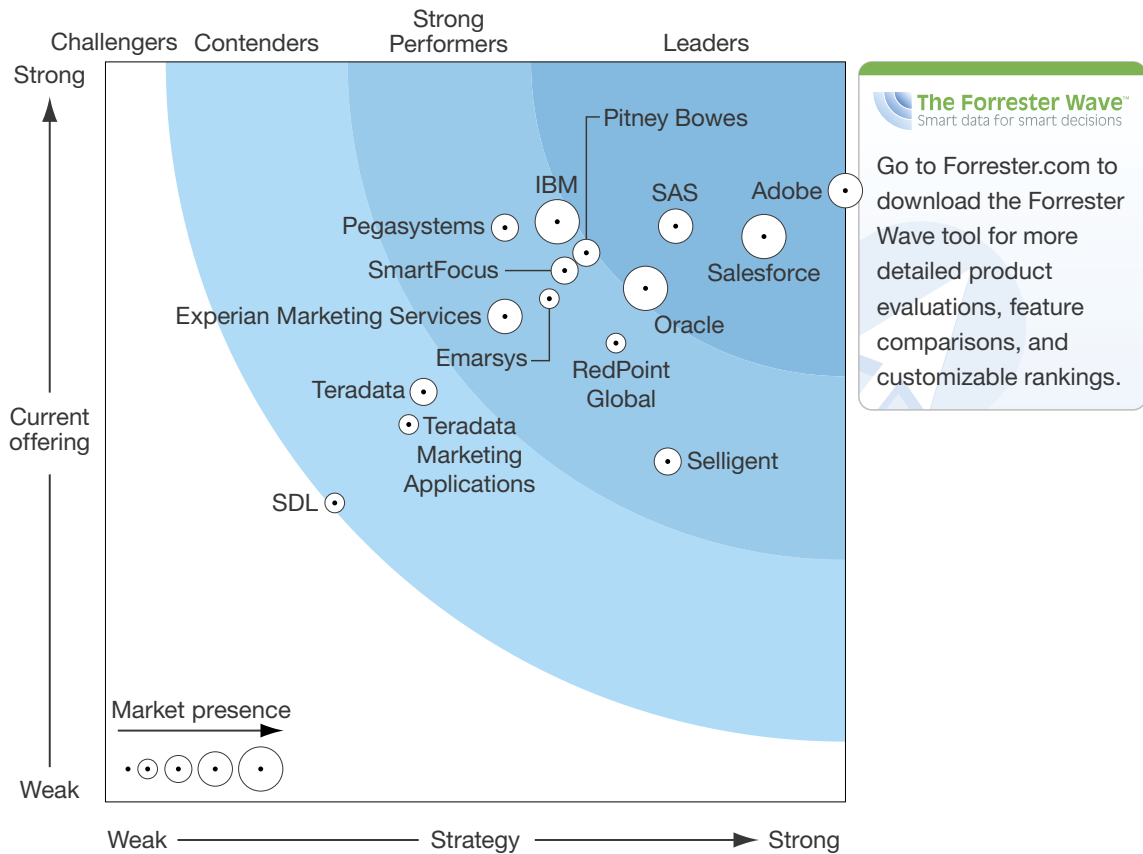 Strong
Challengers Contenders Performers Leaders
Strong
The Forrester Wave™
Smart data for smart decisions
Go to Forrester.com to
download the Forrester
Wave tool for more
detailed product
evaluations, feature
comparisons, and
customizable rankings.
Pitney Bowes
IBM
SAS
Adobe
Pegasystems
SmartFocus
Salesforce
Experian Marketing Services
Oracle
Emarsys
RedPoint
Global
Teradata
Teradata
Marketing
Applications
Selligent
SDL
Current
offering
Market presence
Weak
Weak Strategy Strong